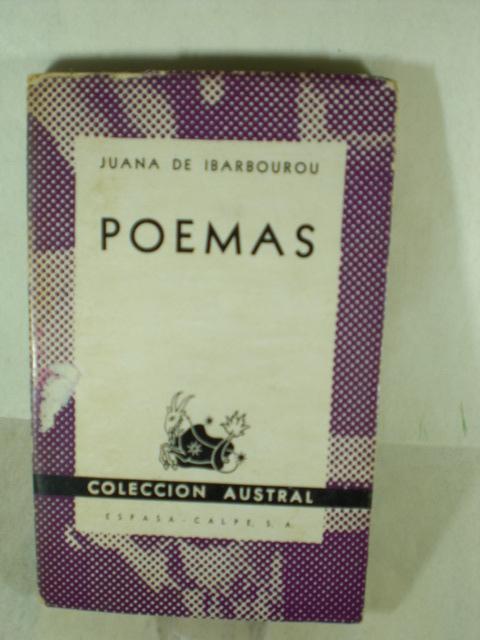 JUANA DE IBARBOUROU
POEMAS
COLECCION AUSTRAL
ESPASA-CALPE, S. A.